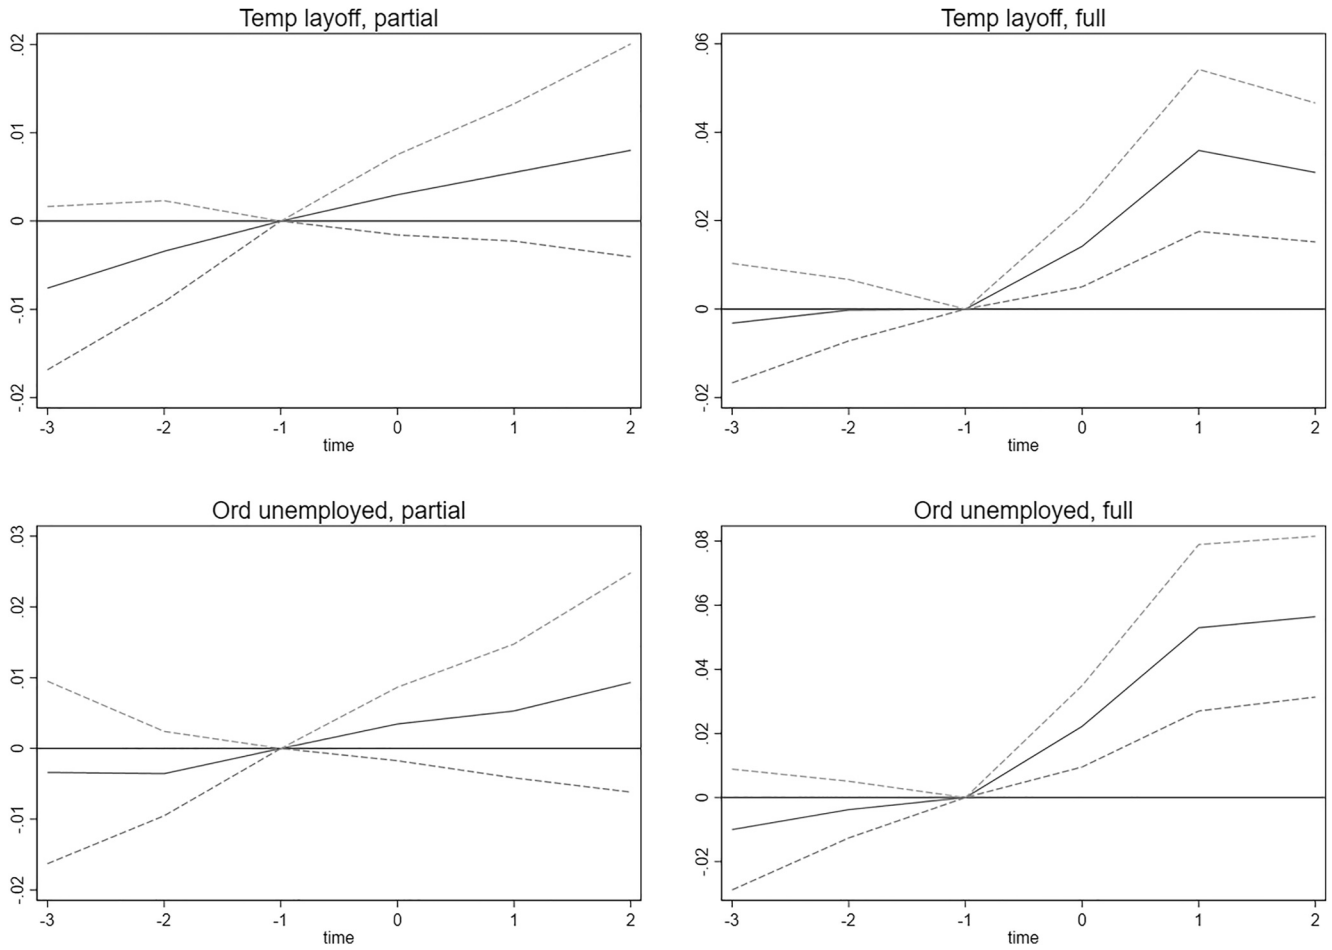 Temp layoff, partial
.02
.01
0
-.01
-.02
-3 -2 -1 0 1 2
time
Temp layoff, full
.06
.04
.02
0
-.02
-3 -2 -1 0 1 2
time
Ord unemployed, partial
.03
.02
.01
0
-.01
-.02
-3 -2 -1 0 1 2
time
Ord unemployed, full
.08
.06
.04
.02
0
-.02
-3 -2 -1 0 1 2
time